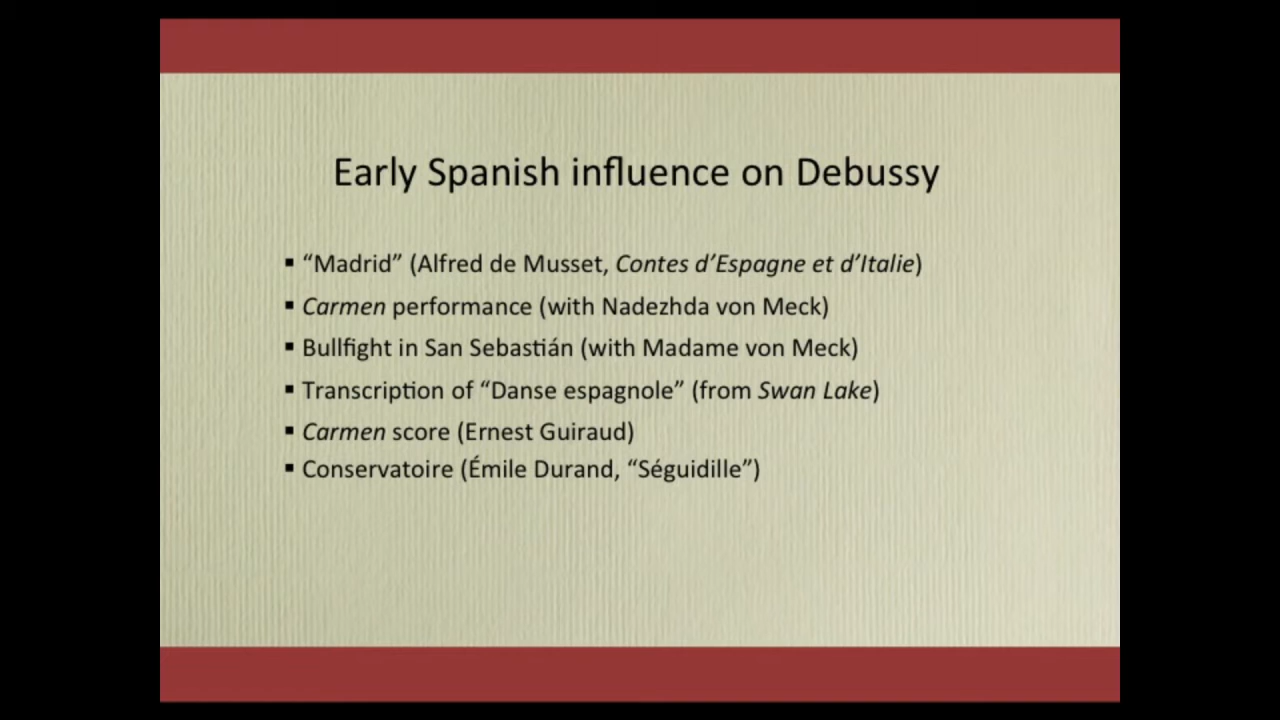 Early Spanish influence on Debussy
▪ “Madrid” (Alfred de Musset, Contes d’Espagne et d’Italie)
▪ Carmen performance (with Nadezhda von Meck)
▪ Bullfight in San Sebastián (with Madame von Meck)
▪ Transcription of “Danse espagnole” (from Swan Lake)
▪ Carmen score (Ernest Guiraud)
▪ Conservatoire (Émile Durand, “Séguidille”)